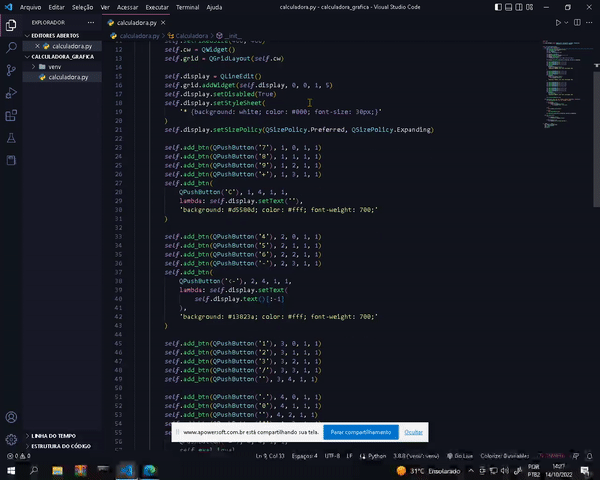 Arquivo Editar Seleção Ver Acessar Executar Terminal Ajuda
calculadora.py - calculadora_grafica - Visual Studio Code
EXPLORADOR
EDITORES ABERTOS
calculadora.py
CALCULADORA_GRAFICA
venv
calculadora.py
LINHA DO TEMPO
ESTRUTURA DO CÓDIGO
calculadora.py
calculadora.py > Calculadora > __init__
12 self.cw = QWidget()
13 self.grid = QGridLayout(self.cw)
14
15 self.display = QLineEdit()
16 self.grid.addWidget(self.display, 0, 0, 1, 5)
17 self.display.setDisabled(True)
18 self.display.setStyleSheet(
19 '* {background: white; color: #000; font-size: 30px;}'
20 )
21 self.display.setSizePolicy(QSizePolicy.Preferred, QSizePolicy.Expanding)
22
23 self.add_btn(QPushButton('7'), 1, 0, 1, 1)
24 self.add_btn(QPushButton('8'), 1, 1, 1, 1)
25 self.add_btn(QPushButton('9'), 1, 2, 1, 1)
26 self.add_btn(QPushButton('+'), 1, 3, 1, 1)
27 self.add_btn(
28 QPushButton('C'), 1, 4, 1, 1,
29 lambda: self.display.setText(''),
30 'background: #d5580d; color: #fff; font-weight: 700;'
31 )
32
33 self.add_btn(QPushButton('4'), 2, 0, 1, 1)
34 self.add_btn(QPushButton('5'), 2, 1, 1, 1)
35 self.add_btn(QPushButton('6'), 2, 2, 1, 1)
36 self.add_btn(QPushButton('-'), 2, 3, 1, 1)
37 self.add_btn(
38 QPushButton('<-'), 2, 4, 1, 1,
39 lambda: self.display.setText(
40 self.display.text()[:-1]
41 ),
42 'background: #13823a; color: #fff; font-weight: 700;'
43 )
44
45 self.add_btn(QPushButton('1'), 3, 0, 1, 1)
46 self.add_btn(QPushButton('2'), 3, 1, 1, 1)
47 self.add_btn(QPushButton('3'), 3, 2, 1, 1)
48 self.add_btn(QPushButton('/'), 3, 3, 1, 1)
49 self.add_btn(QPushButton(''), 3, 4, 1, 1)
50
51 self.add_btn(QPushButton('.'), 4, 0, 1, 1)
52 self.add_btn(QPushButton('0'), 4, 1, 1, 1)
53 self.add_btn(QPushButton(''), 4, 2, 1, 1)
www.apowersoft.com.br está compartilhando sua tela.
Parar compartilhamento
Ocultar
Espaços: 4 UTF-8 LF Python 3.8.0 ('venv': venv) Go Live
31°C Ensolarado
POR
PTB2
14/10/2022